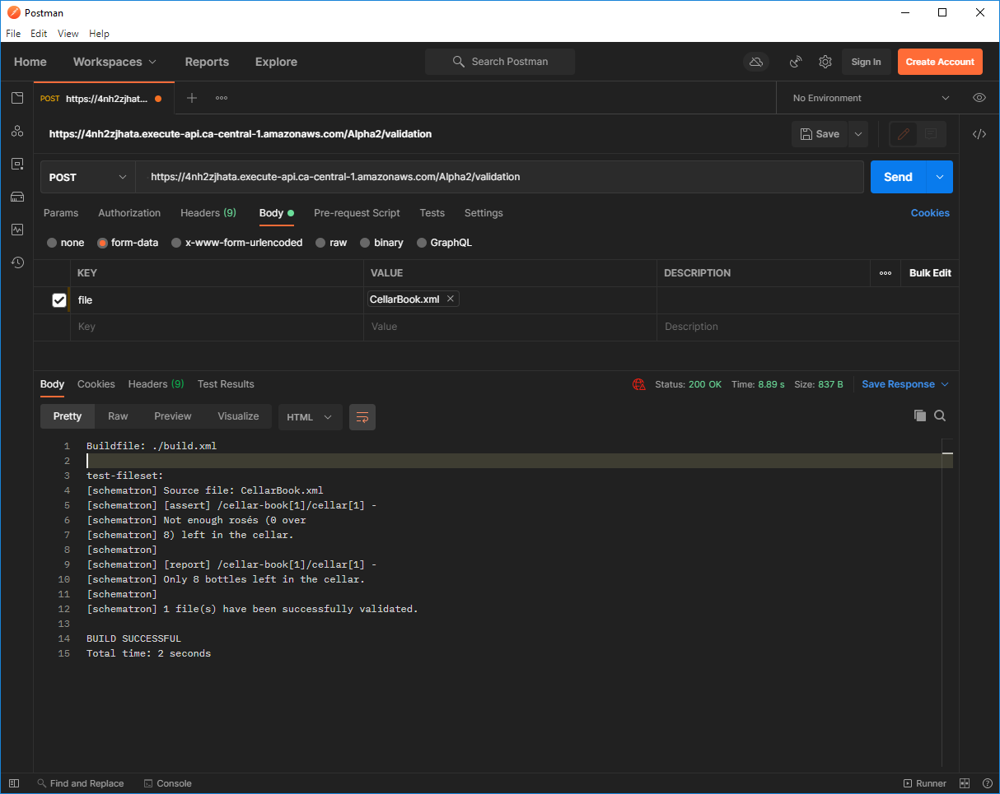 Postman
File Edit View Help
Home Workspaces Reports Explore Search Postman Sign In Create Account
POST https://4nh2zjhat... No Environment
https://4nh2zjhata.execute-api.ca-central-1.amazonaws.com/Alpha2/validation Save
POST https://4nh2zjhata.execute-api.ca-central-1.amazonaws.com/Alpha2/validation Send
Params Authorization Headers (9) Body Pre-request Script Tests Settings Cookies
none form-data x-www-form-urlencoded raw binary GraphQL
KEY VALUE DESCRIPTION Bulk Edit
file CellarBook.xml
Key Value Description
Body Cookies Headers (9) Test Results Status: 200 OK Time: 8.89 s Size: 837 B Save Response
Pretty Raw Preview Visualize HTML
1 Buildfile: ./build.xml
2
3 test-fileset:
4 [schematron] Source file: CellarBook.xml
5 [schematron] [assert] /cellar-book[1]/cellar[1] -
6 [schematron] Not enough rosés (0 over
7 [schematron] 8) left in the cellar.
8 [schematron]
9 [schematron] [report] /cellar-book[1]/cellar[1] -
10 [schematron] Only 8 bottles left in the cellar.
11 [schematron]
12 [schematron] 1 file(s) have been successfully validated.
13
14 BUILD SUCCESSFUL
15 Total time: 2 seconds
Find and Replace Console Runner